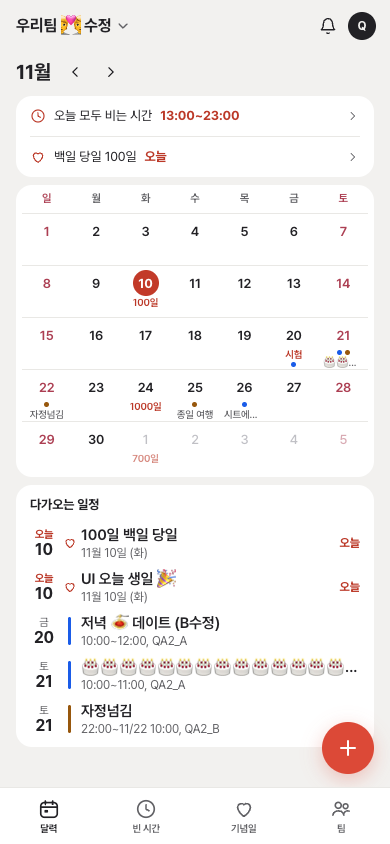 우리팀👩‍❤️‍👨수정
Q
11월
오늘 모두 비는 시간 13:00~23:00
백일 당일 100일 오늘
일 월 화 수 목 금 토
1 2 3 4 5 6 7
8 9 10 11 12 13 14
100일
15 16 17 18 19 20 21
시험 🎂🎂...
22 23 24 25 26 27 28
자정넘김 1000일 종일 여행 시트에...
29 30 1 2 3 4 5
700일
다가오는 일정
오늘
10
100일 백일 당일
11월 10일 (화)
오늘
오늘
10
UI 오늘 생일🎉
11월 10일 (화)
오늘
금
20
저녁 🍝 데이트 (B수정)
10:00~12:00, QA2_A
토
21
🎂🎂🎂🎂🎂🎂🎂🎂🎂🎂🎂🎂🎂🎂...
10:00~11:00, QA2_A
토
21
자정넘김
22:00~11/22 10:00, QA2_B
달력 빈 시간 기념일 팀